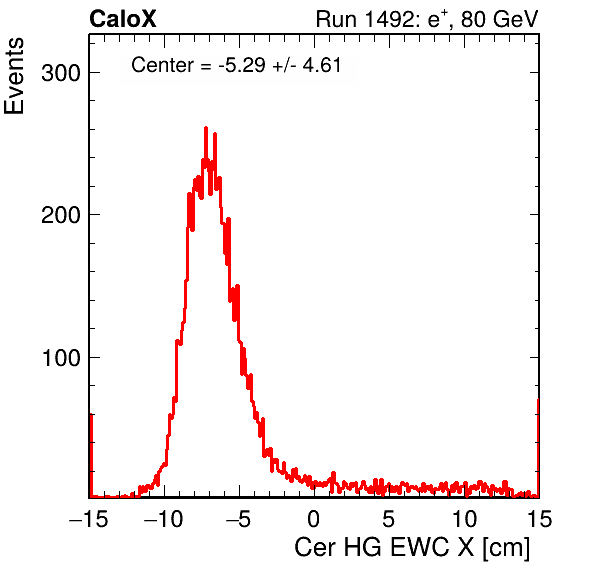 CaloX
Run 1492: e+, 80 GeV
Center = -5.29 +/- 4.61
Events
300
200
100
−15 −10 −5 0 5 10 15
Cer HG EWC X [cm]